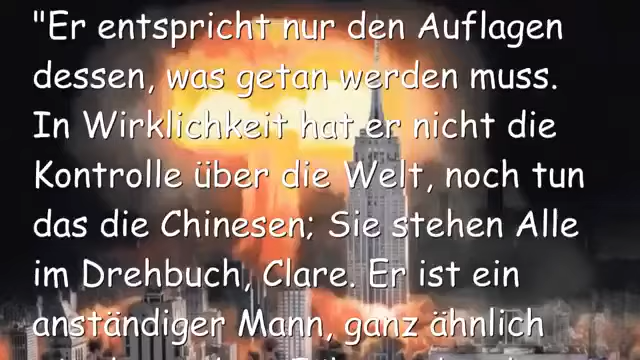 "Er entspricht nur den Auflagen
dessen, was getan werden muss.
In Wirklichkeit hat er nicht die
Kontrolle über die Welt, noch tun
das die Chinesen; Sie stehen Alle
im Drehbuch, Clare. Er ist ein
anständiger Mann, ganz ähnlich